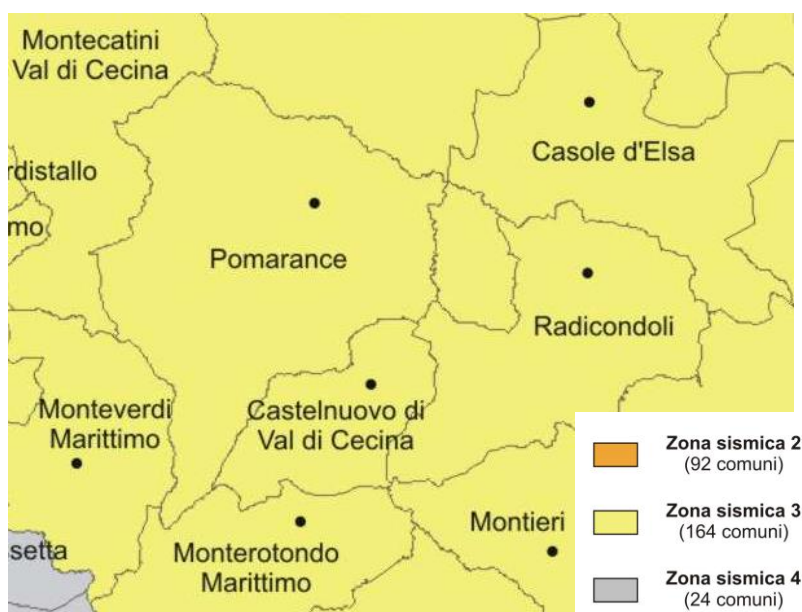 Montecatini
Val di Cecina
Casole d'Elsa
rdistallo
mo
Pomarance
Radicondoli
Monteverdi
Marittimo
Castelnuovo di
Val di Cecina
Montieri
setta
Monterotondo
Marittimo
Zona sismica 2
(92 comuni)
Zona sismica 3
(164 comuni)
Zona sismica 4
(24 comuni)